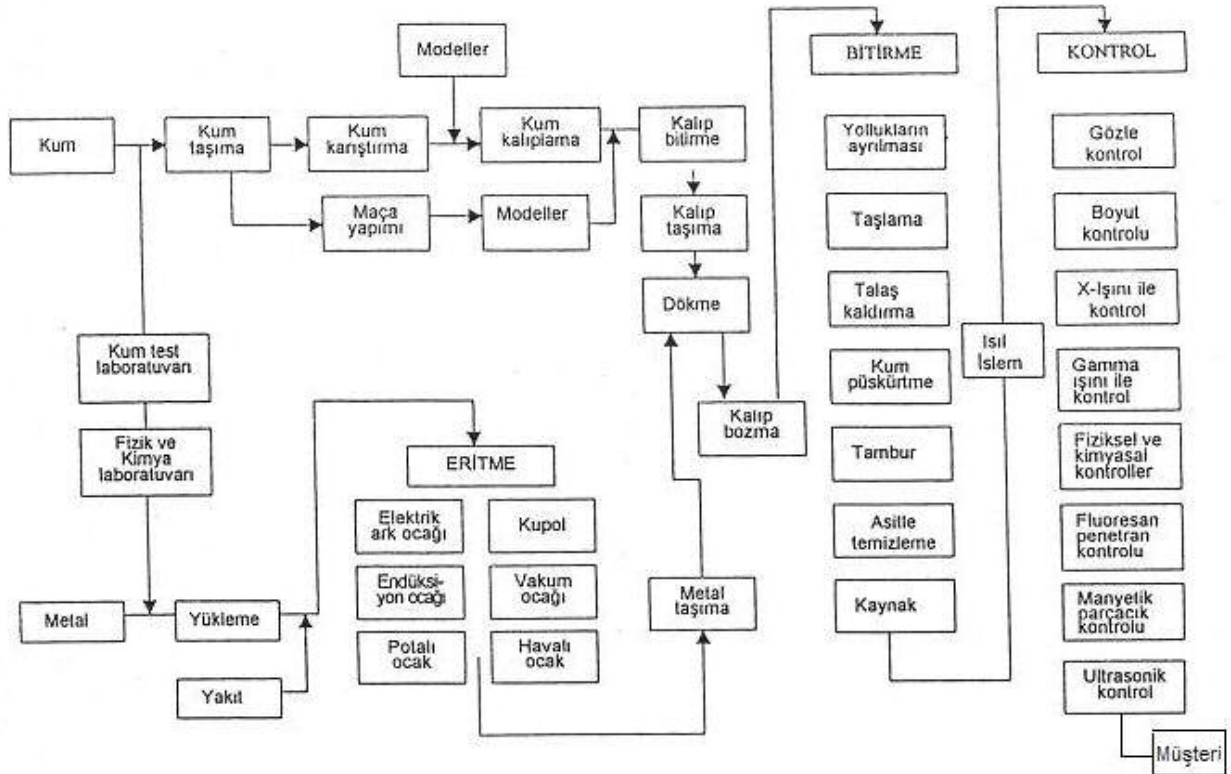 Modeller
Kum
Kum
taşıma
Kum
karıştırma
Kum
kalıplama
Kalıp
bitirme
Maça
yapımı
Modeller
Kalıp
taşıma
Dökme
Kalıp
bozma
Kum test
laboratuvarı
Fizik ve
Kimya
laboratuvarı
Metal
Yükleme
Yakıt
ERİTME
Elektrik
ark ocağı
Kupol
Endüksi-
yon ocağı
Vakum
ocağı
Potalı
ocak
Havalı
ocak
Metal
taşıma
BİTİRME
Yollukların
ayrılması
Taşlama
Talaş
kaldırma
Kum
püskürtme
Tambur
Asitle
temizleme
Kaynak
Isıl
İslem
KONTROL
Gözle
kontrol
Boyut
kontrolu
X-Işını ile
kontrol
Gamma
ışını ile
kontrol
Fiziksel ve
kimyasal
kontroller
Fluoresan
penetran
kontrolu
Manyetik
parçacık
kontrolu
Ultrasonik
kontrol
Müşteri